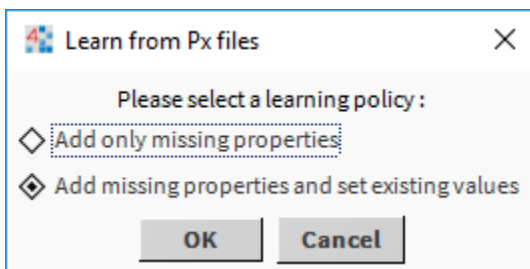 Learn from Px files
Please select a learning policy :
Add only missing properties
Add missing properties and set existing values
OK Cancel